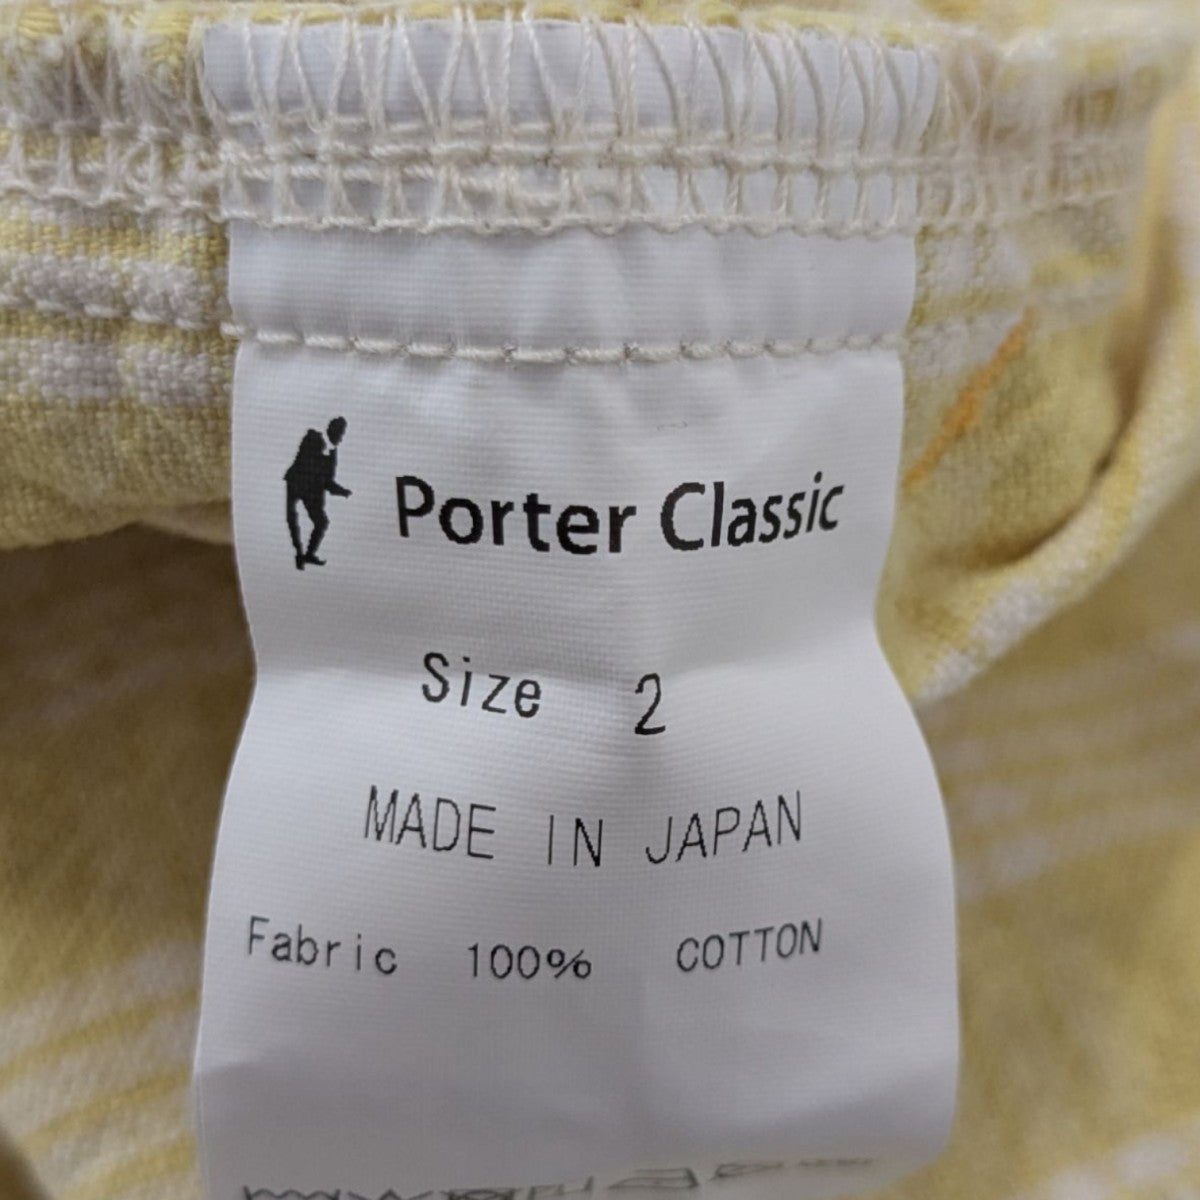 Porter Classic
Size 2
MADE IN JAPAN
Fabric 100% COTTON